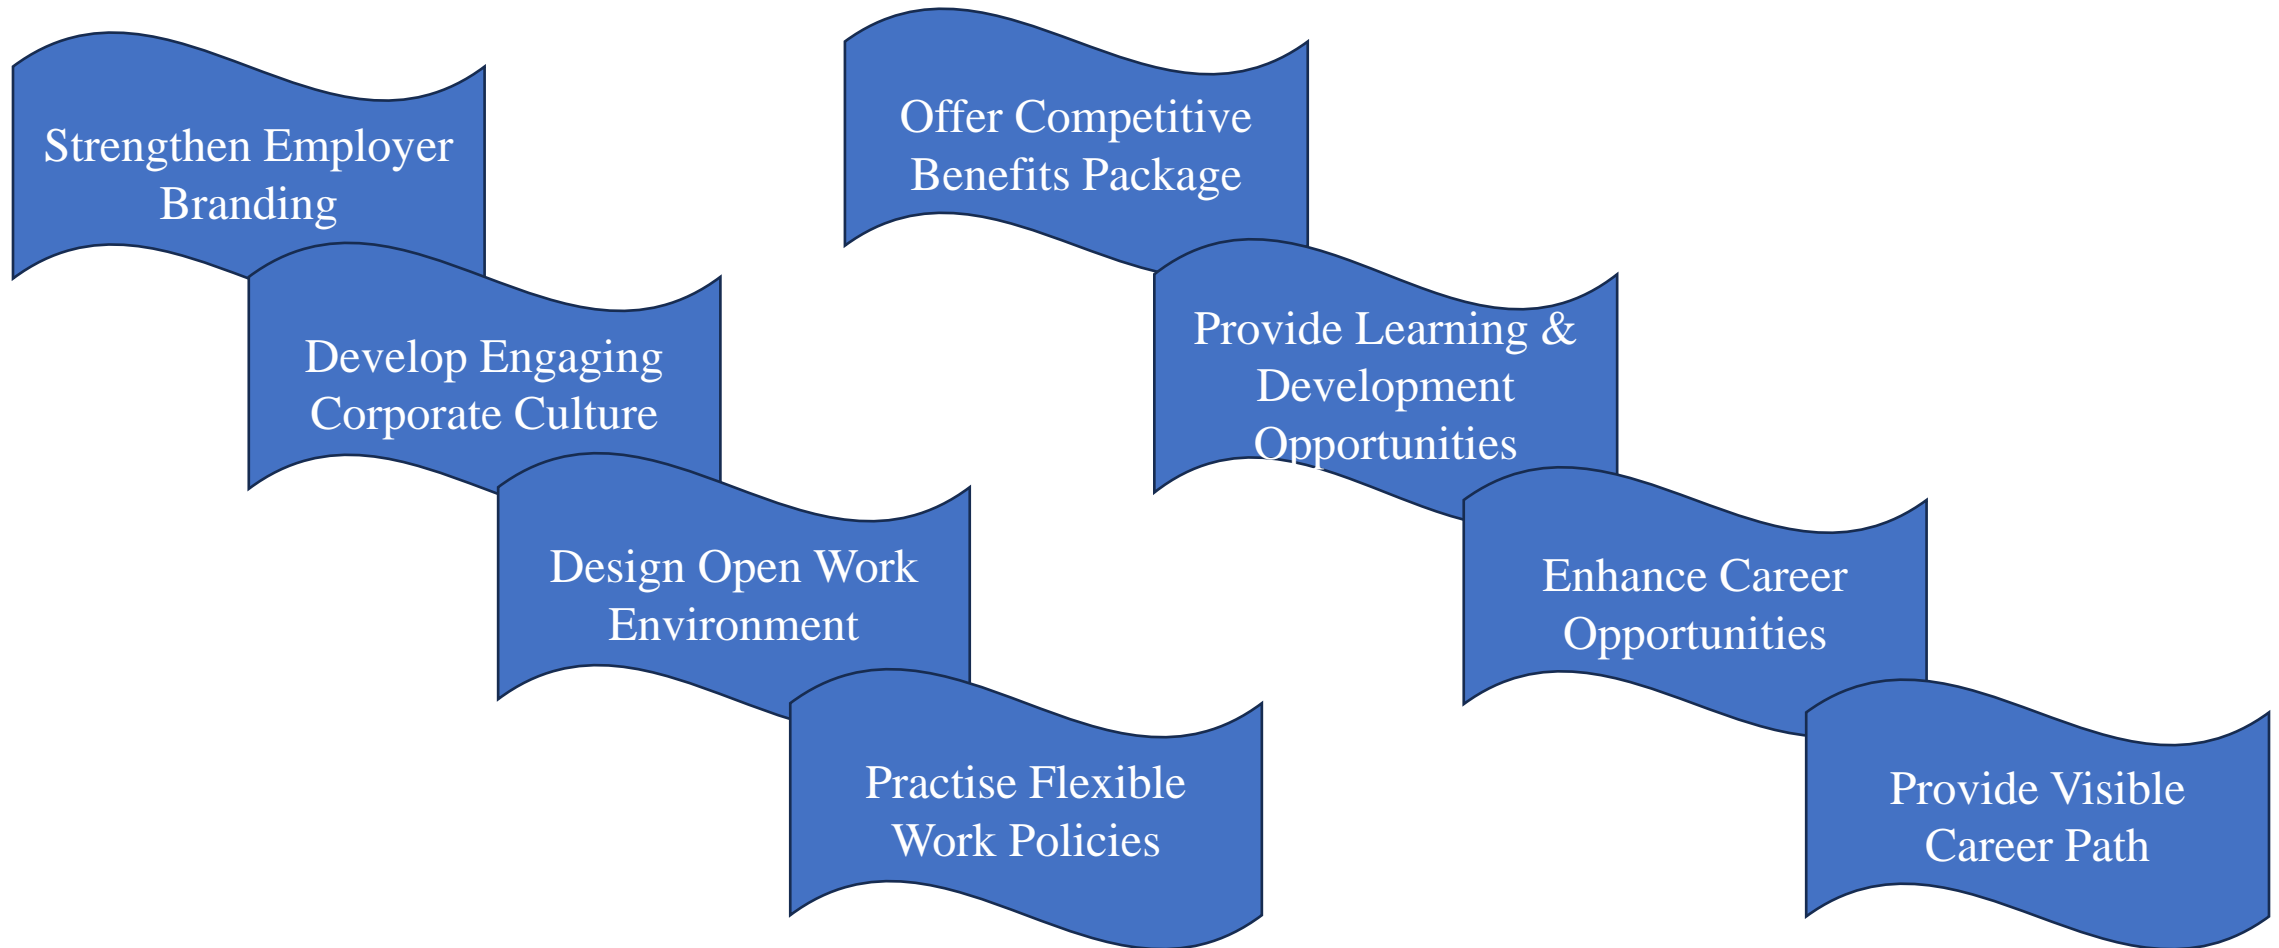 Strengthen Employer
Branding
Develop Engaging
Corporate Culture
Design Open Work
Environment
Practise Flexible
Work Policies
Offer Competitive
Benefits Package
Provide Learning &
Development
Opportunities
Enhance Career
Opportunities
Provide Visible
Career Path